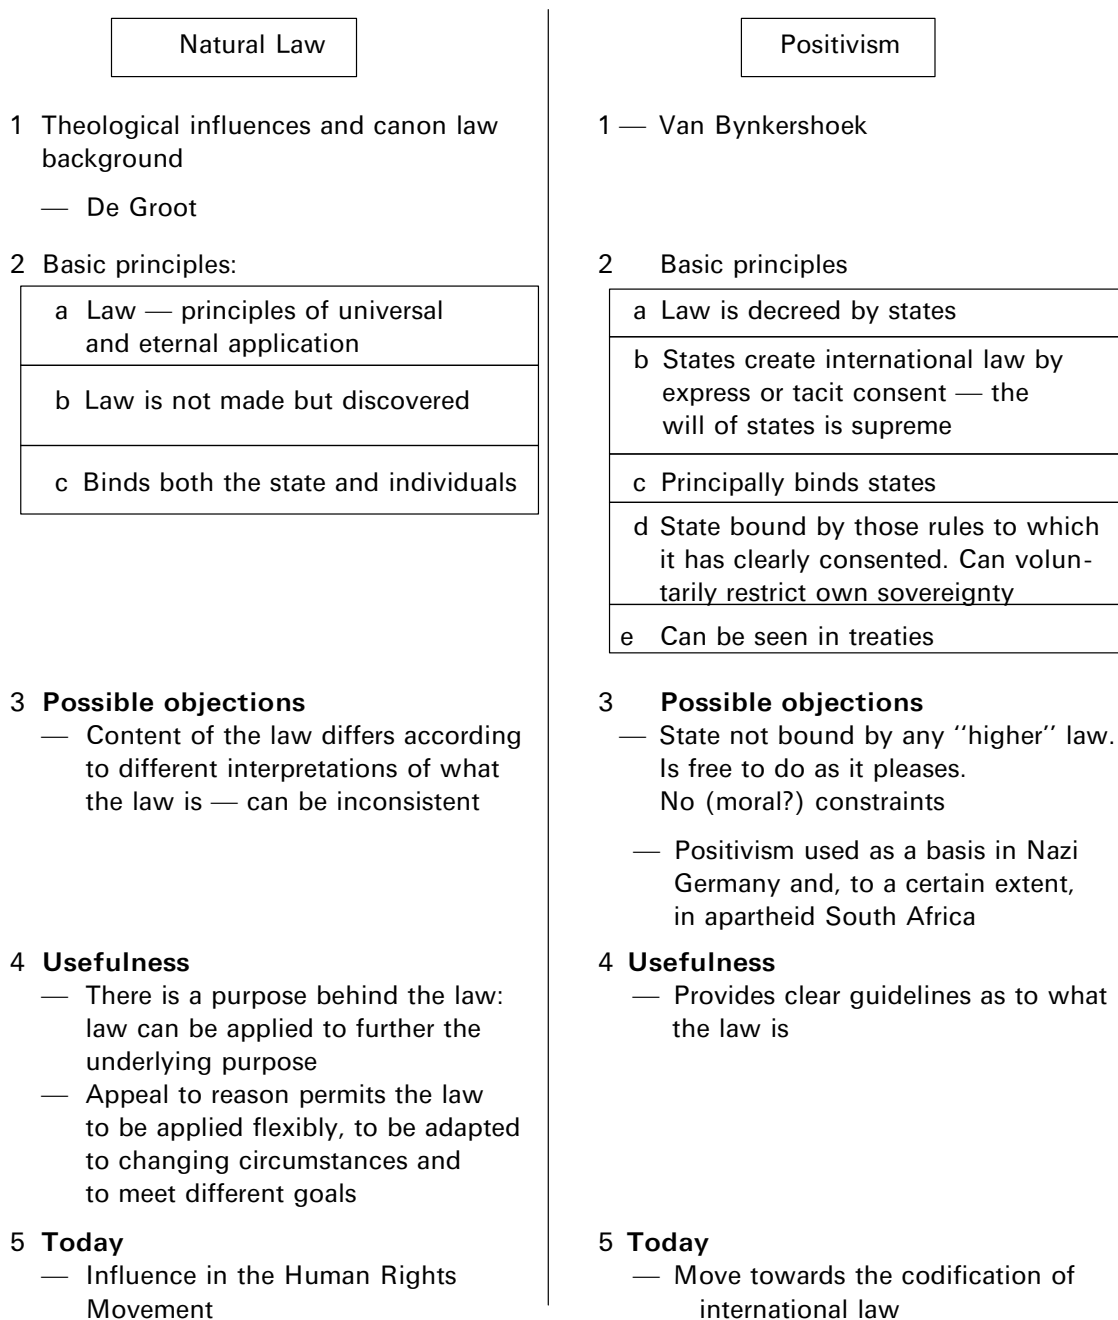 Natural Law
1 Theological influences and canon law
background
— De Groot
2 Basic principles:
a Law — principles of universal
and eternal application
b Law is not made but discovered
c Binds both the state and individuals
3 Possible objections
— Content of the law differs according
to different interpretations of what
the law is — can be inconsistent
4 Usefulness
— There is a purpose behind the law:
law can be applied to further the
underlying purpose
— Appeal to reason permits the law
to be applied flexibly, to be adapted
to changing circumstances and
to meet different goals
5 Today
— Influence in the Human Rights
Movement
Positivism
1 — Van Bynkershoek
2 Basic principles
a Law is decreed by states
b States create international law by
express or tacit consent — the
will of states is supreme
c Principally binds states
d State bound by those rules to which
it has clearly consented. Can volun-
tarily restrict own sovereignty
e Can be seen in treaties
3 Possible objections
— State not bound by any ''higher'' law.
Is free to do as it pleases.
No (moral?) constraints
— Positivism used as a basis in Nazi
Germany and, to a certain extent,
in apartheid South Africa
4 Usefulness
— Provides clear guidelines as to what
the law is
5 Today
— Move towards the codification of
international law